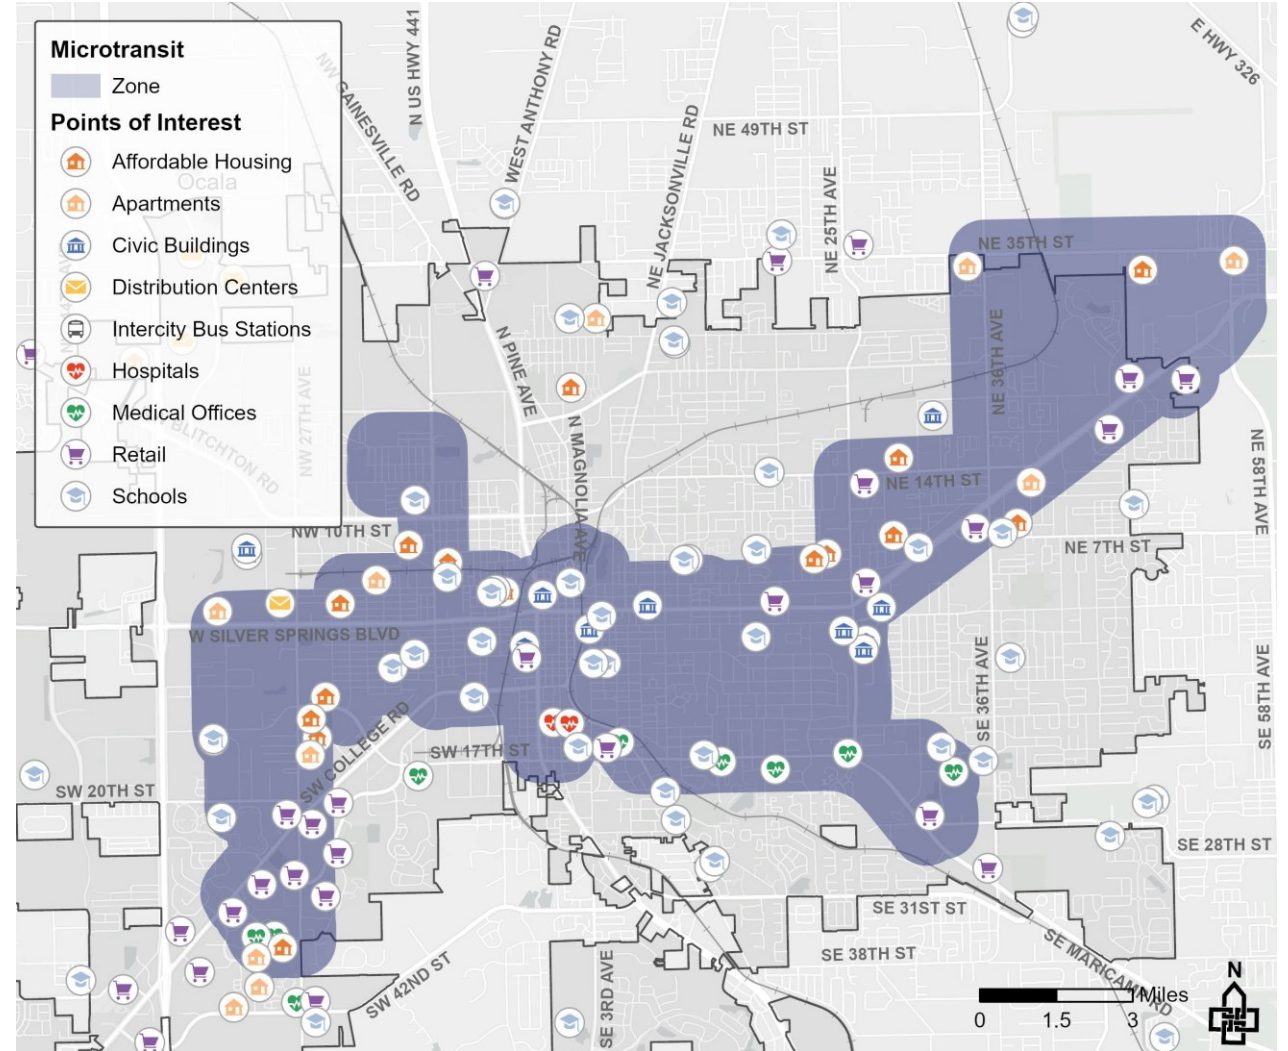 Microtransit
Zone
Points of Interest
Affordable Housing
Apartments
Civic Buildings
Distribution Centers
Intercity Bus Stations
Hospitals
Medical Offices
Retail
Schools
Ocala
NW GAINESVILLE RD
N US HWY 441
WEST ANTHONY RD
E HWY 326
NE 49TH ST
NE JACKSONVILLE RD
NE 25TH AVE
NE 35TH ST
N PINE AVE
NE 36TH AVE
NW 27TH AVE
BLITCHTON RD
N MAGNOLIA AVE
NE 14TH ST
NE 58TH AVE
NW 10TH ST
NE 7TH ST
W SILVER SPRINGS BLVD
SE 36TH AVE
SE 58TH AVE
SW COLLEGE RD
SW 17TH ST
SW 20TH ST
SE 28TH ST
SE 31ST ST
SE 38TH ST
SW 42ND ST
SE 3RD AVE
SE MARICAMP RD
N
Miles
0 1.5 3